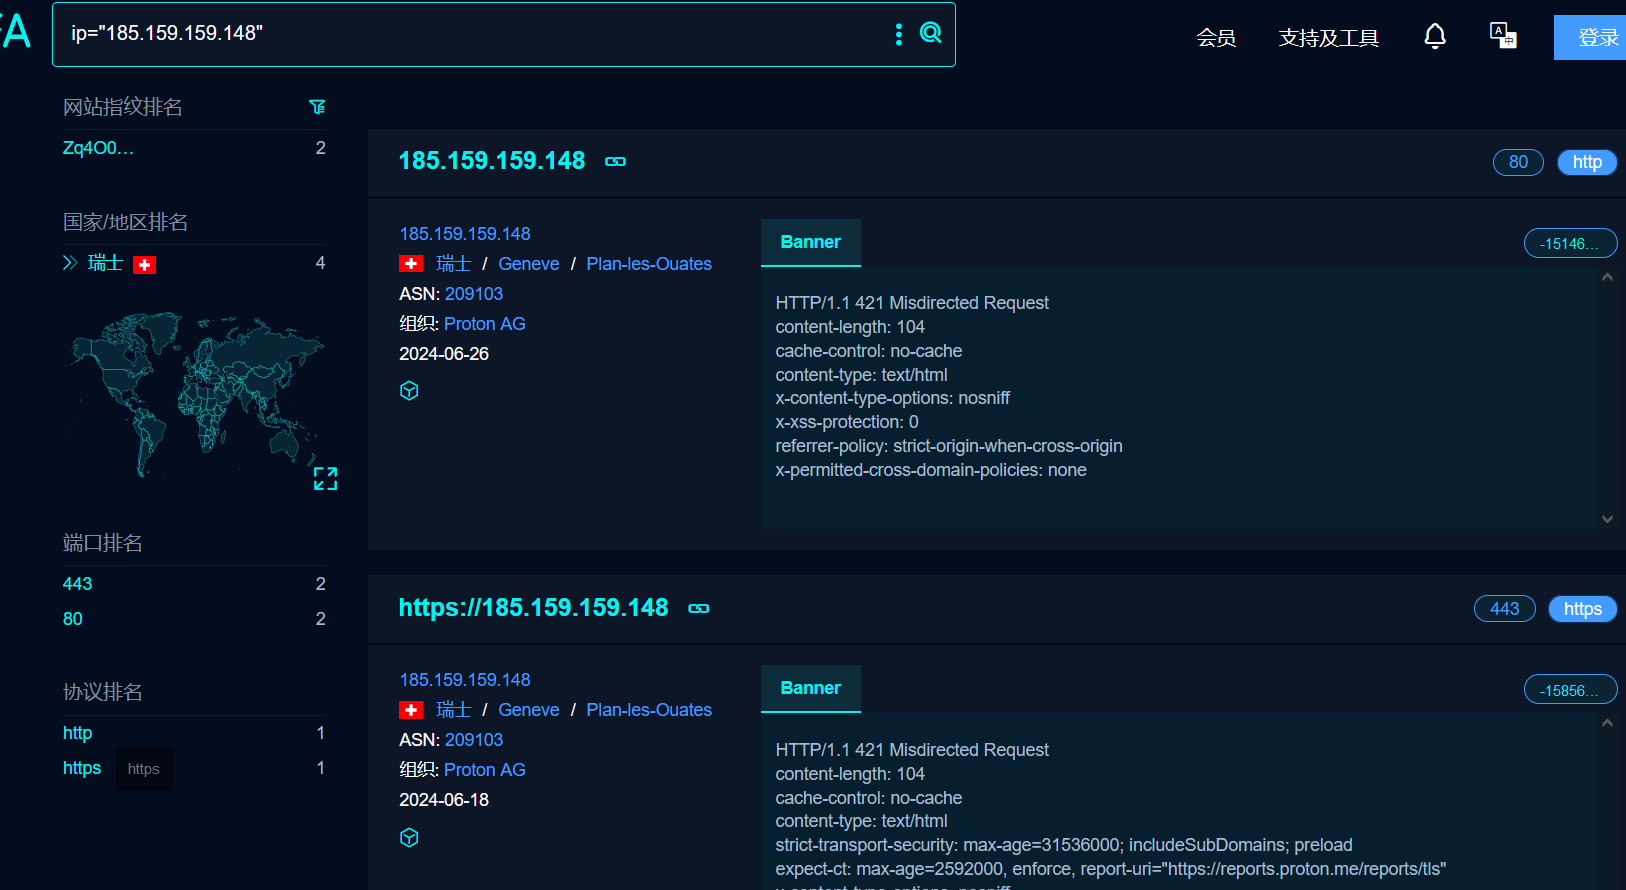 FA
ip="185.159.159.148"
会员
支持及工具
登录
网站指纹排名
Zq4O0… 2
国家/地区排名
瑞士 4
端口排名
443 2
80 2
协议排名
http 1
https 1
https
185.159.159.148
80 http
185.159.159.148
瑞士 / Geneve / Plan-les-Ouates
ASN: 209103
组织: Proton AG
2024-06-26
Banner
-15146…
HTTP/1.1 421 Misdirected Request
content-length: 104
cache-control: no-cache
content-type: text/html
x-content-type-options: nosniff
x-xss-protection: 0
referrer-policy: strict-origin-when-cross-origin
x-permitted-cross-domain-policies: none
https://185.159.159.148
443 https
185.159.159.148
瑞士 / Geneve / Plan-les-Ouates
ASN: 209103
组织: Proton AG
2024-06-18
Banner
-15856…
HTTP/1.1 421 Misdirected Request
content-length: 104
cache-control: no-cache
content-type: text/html
strict-transport-security: max-age=31536000; includeSubDomains; preload
expect-ct: max-age=2592000, enforce, report-uri="https://reports.proton.me/reports/tls"